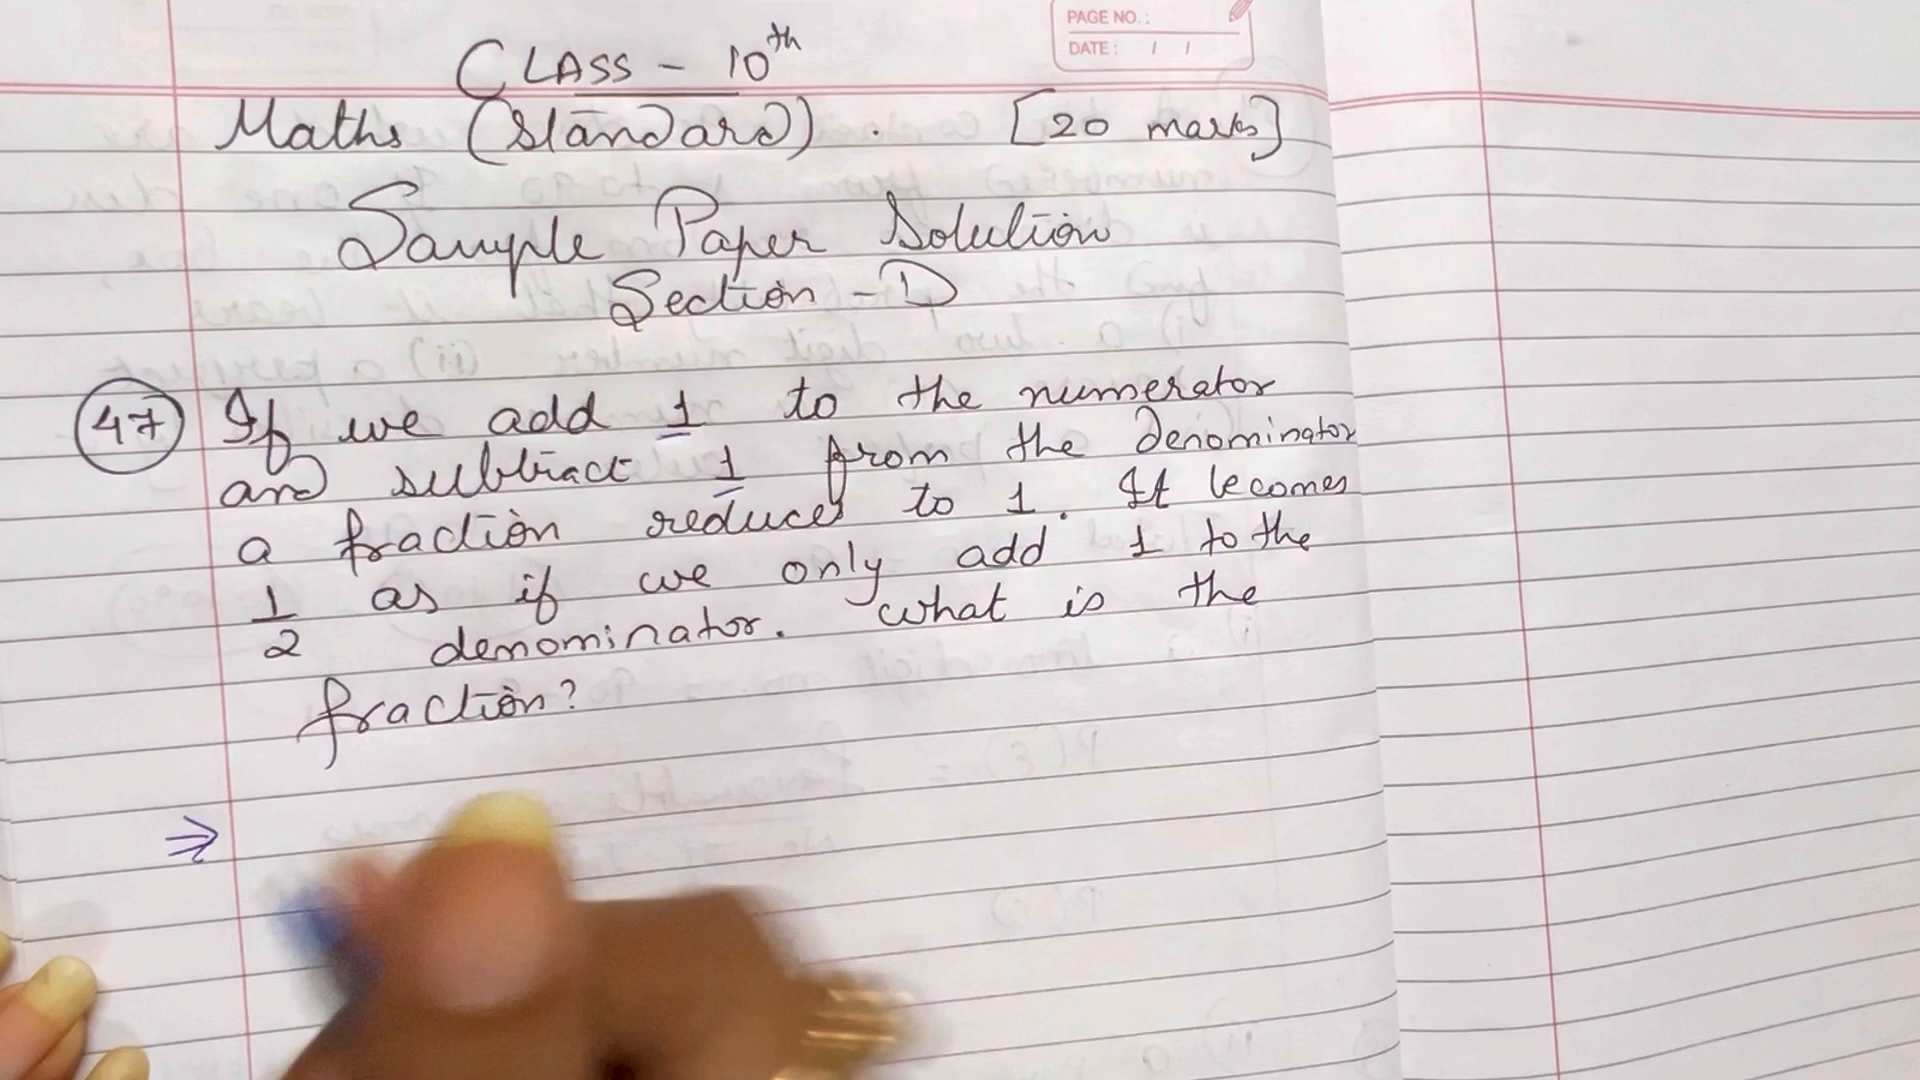 PAGE NO.:
DATE: / /
CLASS - 10th
Maths (Standard). [20 marks]
Sample Paper Solution
Section - D
47 If we add 1 to the numerator
and subtract 1 from the denominator
a fraction reduces to 1. It becomes
1/2 as if we only add 1 to the
denominator. What is the
fraction?
⇒